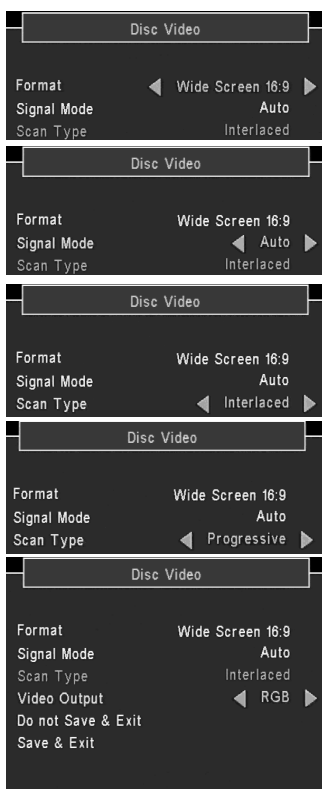 Disc Video
Format Wide Screen 16:9
Signal Mode Auto
Scan Type Interlaced
Disc Video
Format Wide Screen 16:9
Signal Mode Auto
Scan Type Interlaced
Disc Video
Format Wide Screen 16:9
Signal Mode Auto
Scan Type Interlaced
Disc Video
Format Wide Screen 16:9
Signal Mode Auto
Scan Type Progressive
Disc Video
Format Wide Screen 16:9
Signal Mode Auto
Scan Type Interlaced
Video Output RGB
Do not Save & Exit
Save & Exit